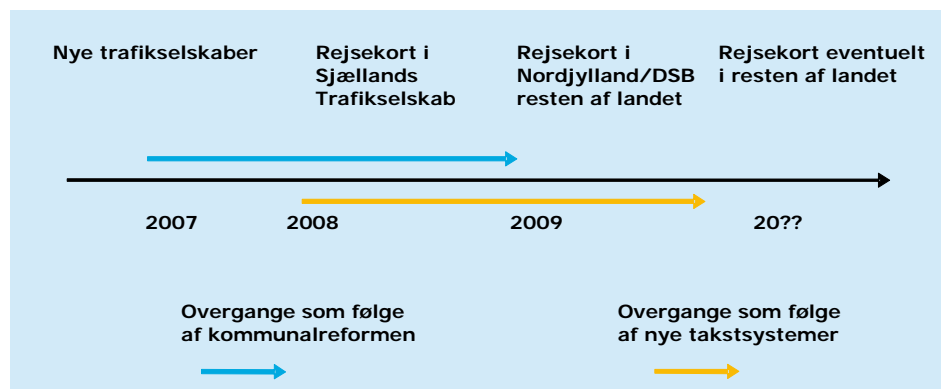 Nye trafikselskaber
Rejsekort i
Sjællands
Trafikselskab
Rejsekort i
Nordjylland/DSB
resten af landet
Rejsekort eventuelt
i resten af landet
2007
2008
2009
20??
Overgange som følge
af kommunalreformen
Overgange som følge
af nye takstsystemer